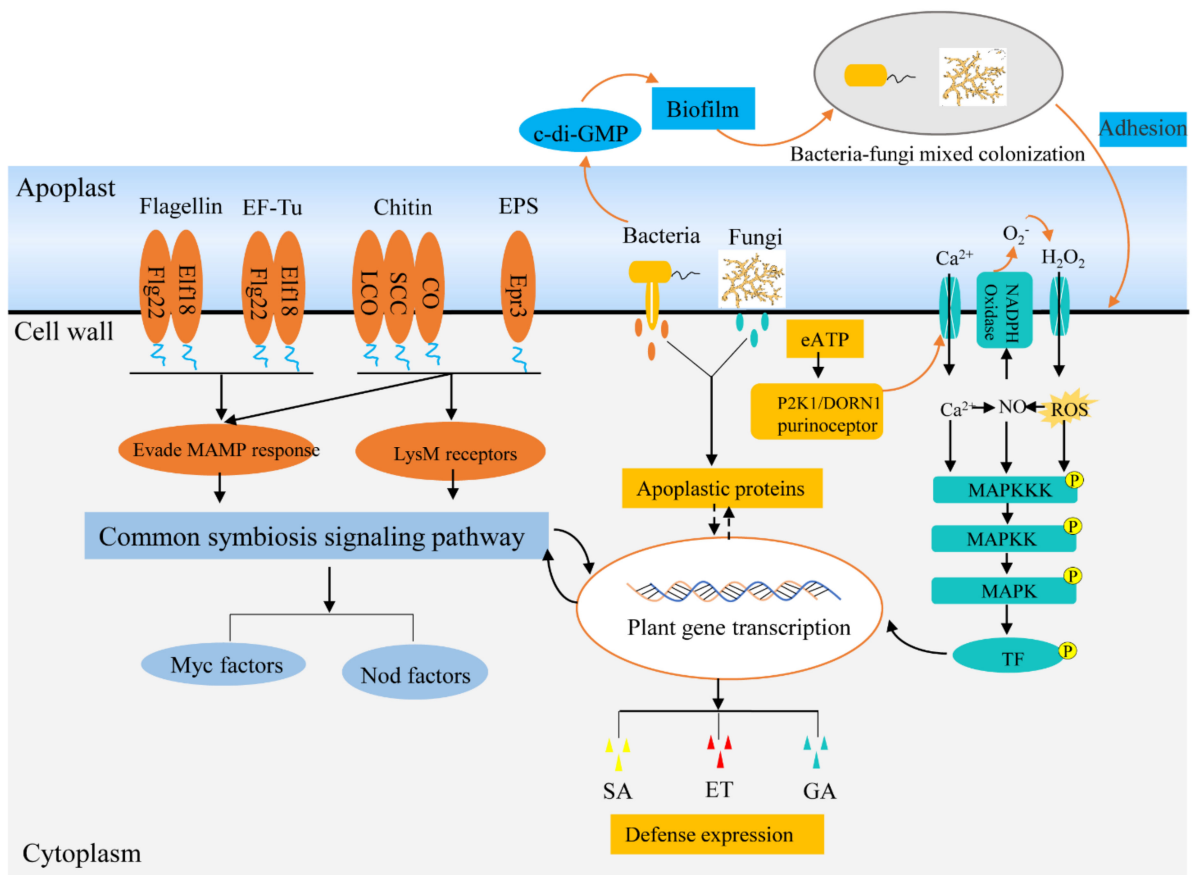 Biofilm
c-di-GMP
Adhesion
Bacteria-fungi mixed colonization
Apoplast
Flagellin
EF-Tu
Chitin
EPS
Bacteria
Fungi
O₂⁻
Ca²⁺
H₂O₂
Flg22
Elf18
Flg22
Elf18
LCO
SCC
CO
Epr3
NADPH
Oxidase
Cell wall
eATP
P2K1/DORN1
purinoceptor
Ca²⁺
NO
ROS
Evade MAMP response
LysM receptors
Apoplastic proteins
MAPKKK
P
Common symbiosis signaling pathway
MAPKK
P
MAPK
P
Plant gene transcription
TF
P
Myc factors
Nod factors
SA
ET
GA
Defense expression
Cytoplasm